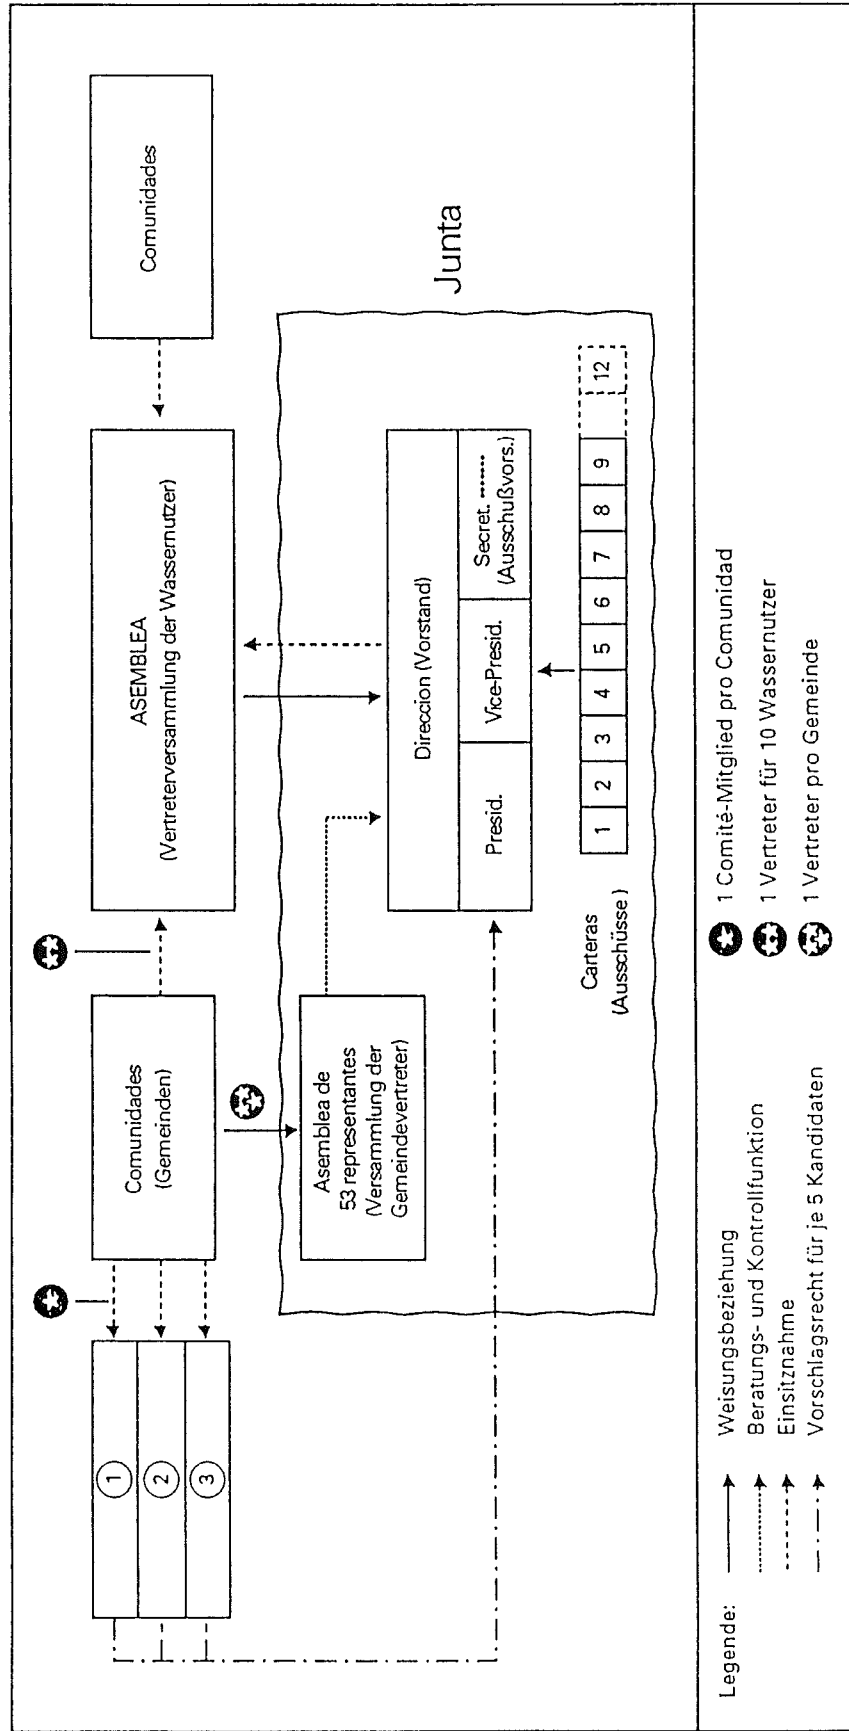 1
2
3
Comunidades
(Gemeinden)
ASEMBLEA
(Vertreterversammlung der Wassernutzer)
Comunidades
Asemblea de
53 representantes
(Versammlung der
Gemeindevertreter)
Junta
Direccion (Vorstand)
Presid.
Vice-Presid.
Secret. .......
(Ausschußvors.)
Carteras
(Ausschüsse)
1 2 3 4 5 6 7 8 9 12
Legende:
Weisungsbeziehung
Beratungs- und Kontrollfunktion
Einsitznahme
Vorschlagsrecht für je 5 Kandidaten
1 Comité-Mitglied pro Comunidad
1 Vertreter für 10 Wassernutzer
1 Vertreter pro Gemeinde